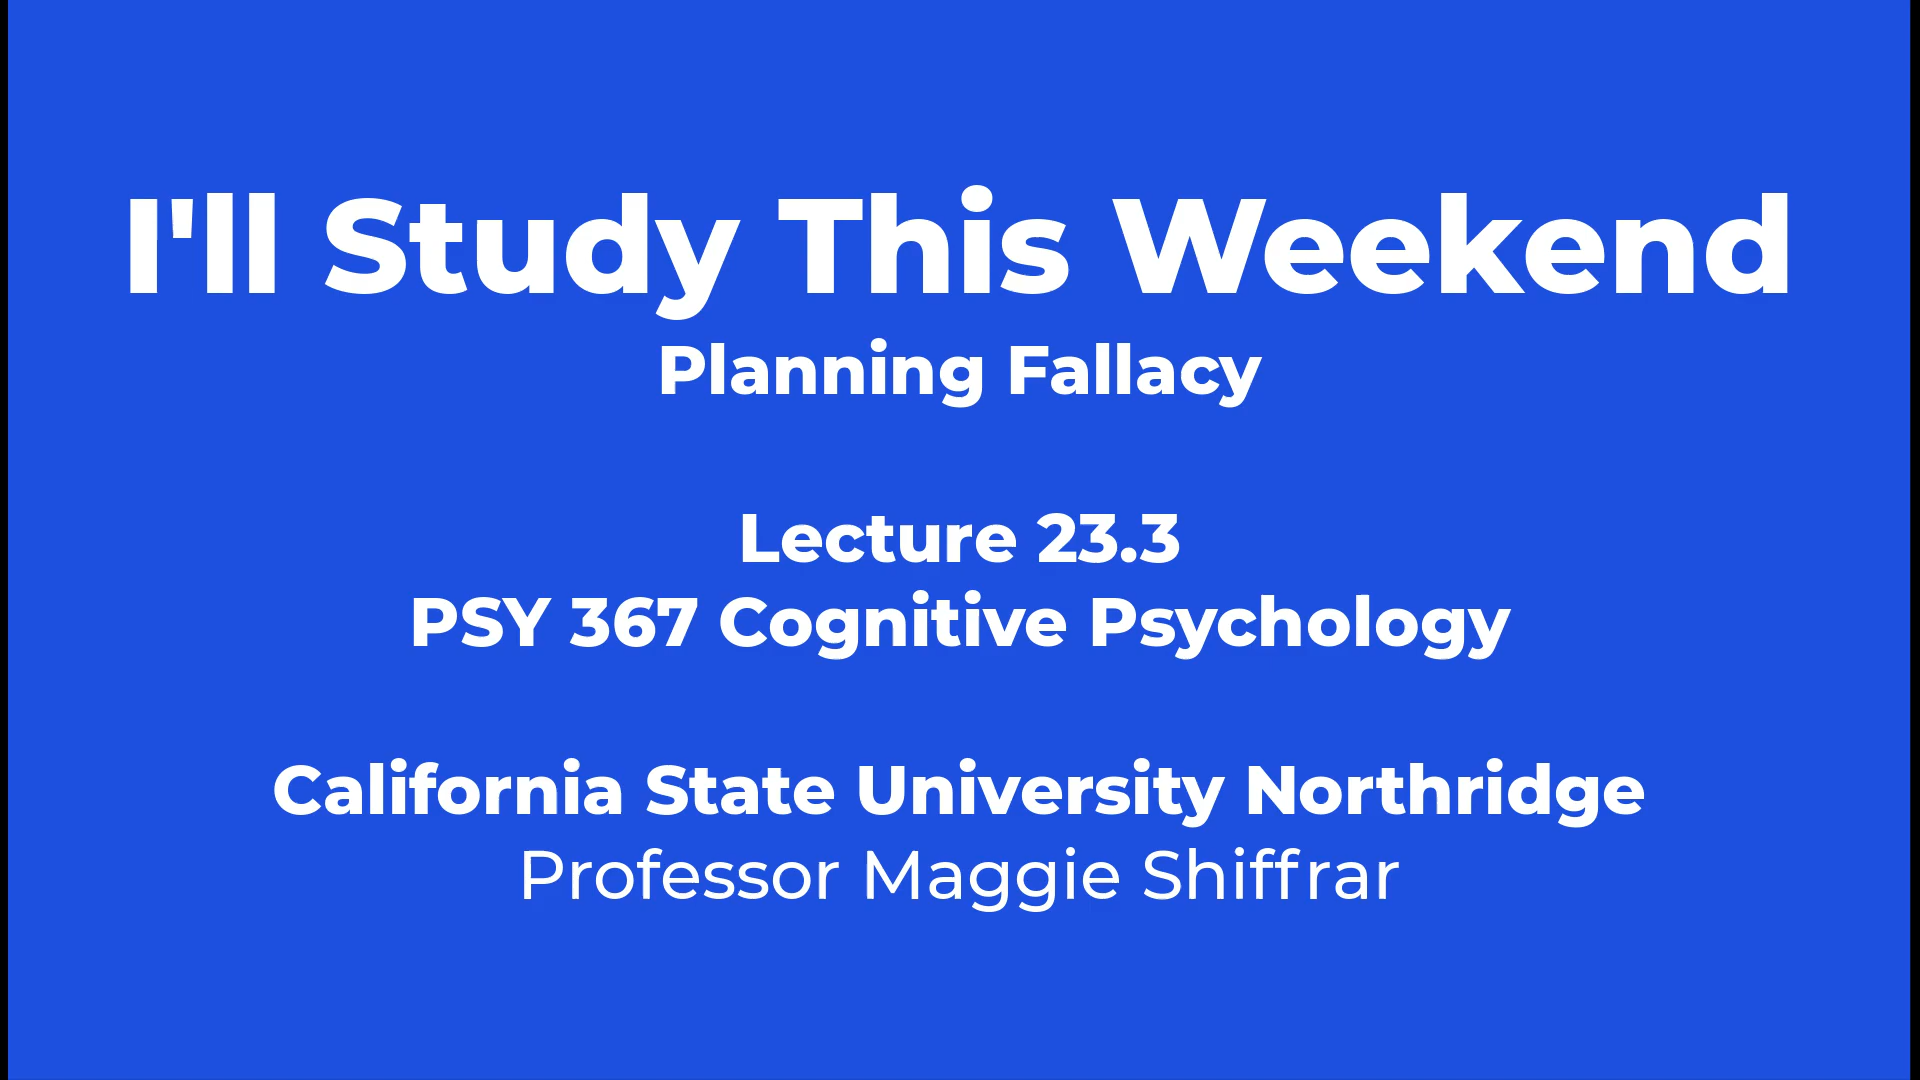 I'll Study This Weekend
Planning Fallacy
Lecture 23.3
PSY 367 Cognitive Psychology
California State University Northridge
Professor Maggie Shiffrar